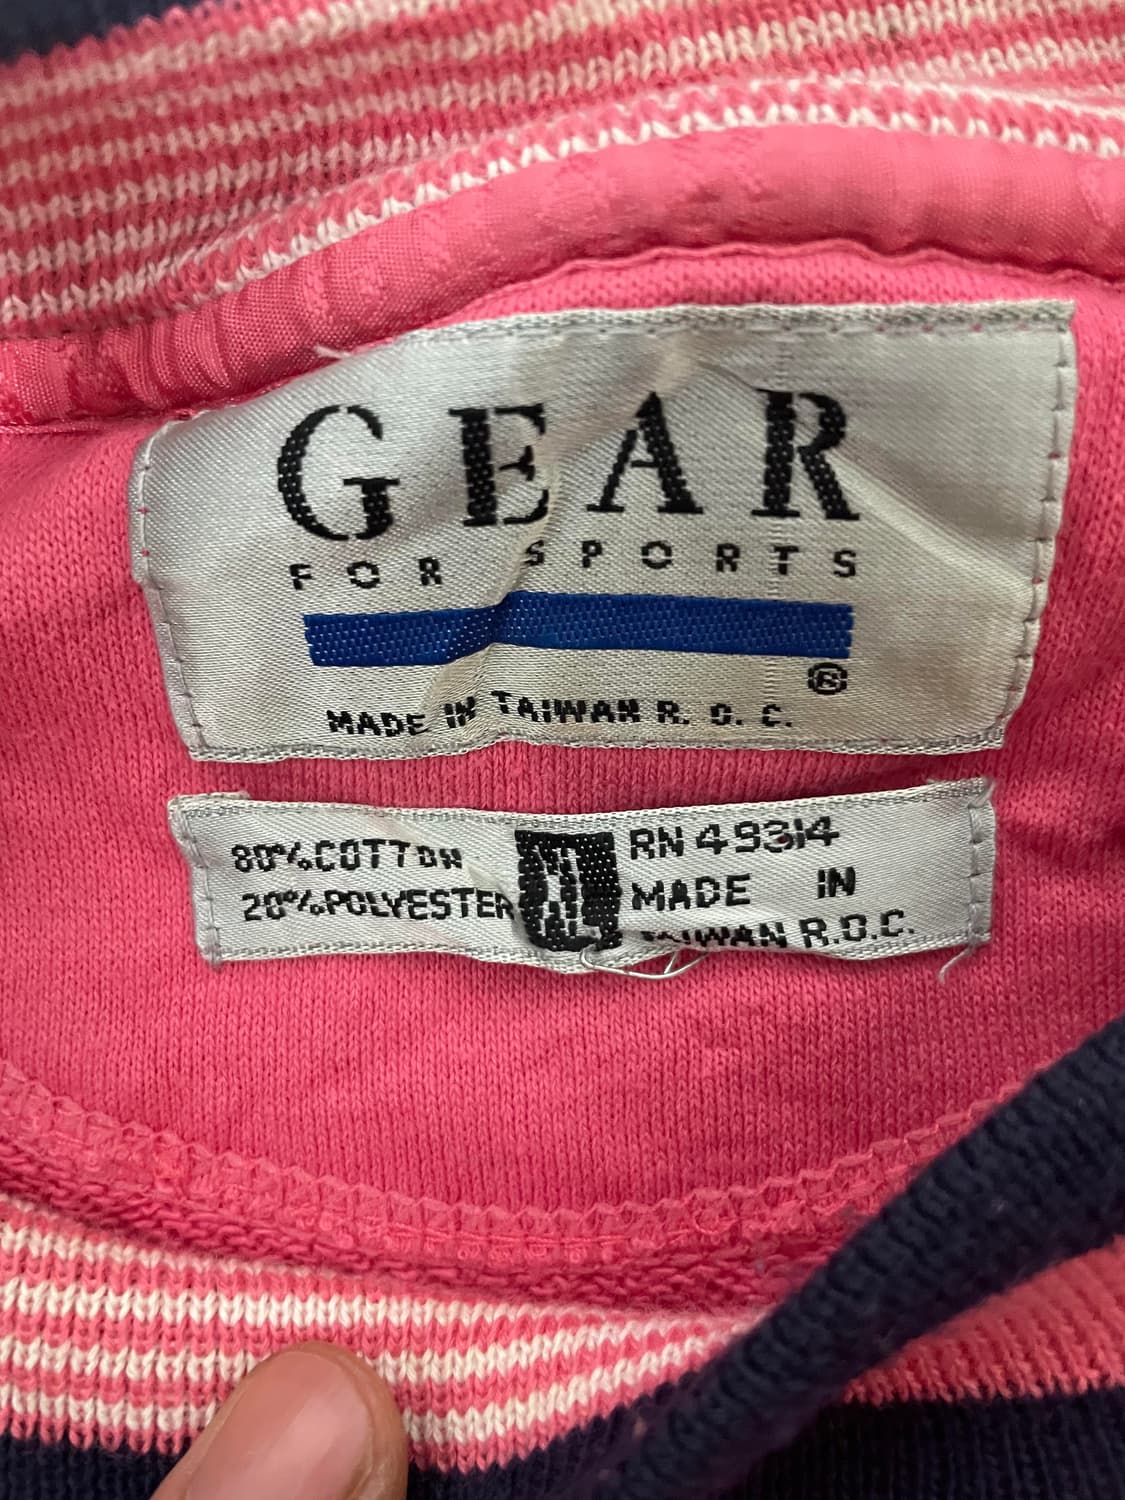 GEAR
FOR SPORTS
®
MADE IN TAIWAN R. O. C.
80% COTTON
20% POLYESTER
RN 49314
MADE IN
TAIWAN R.O.C.